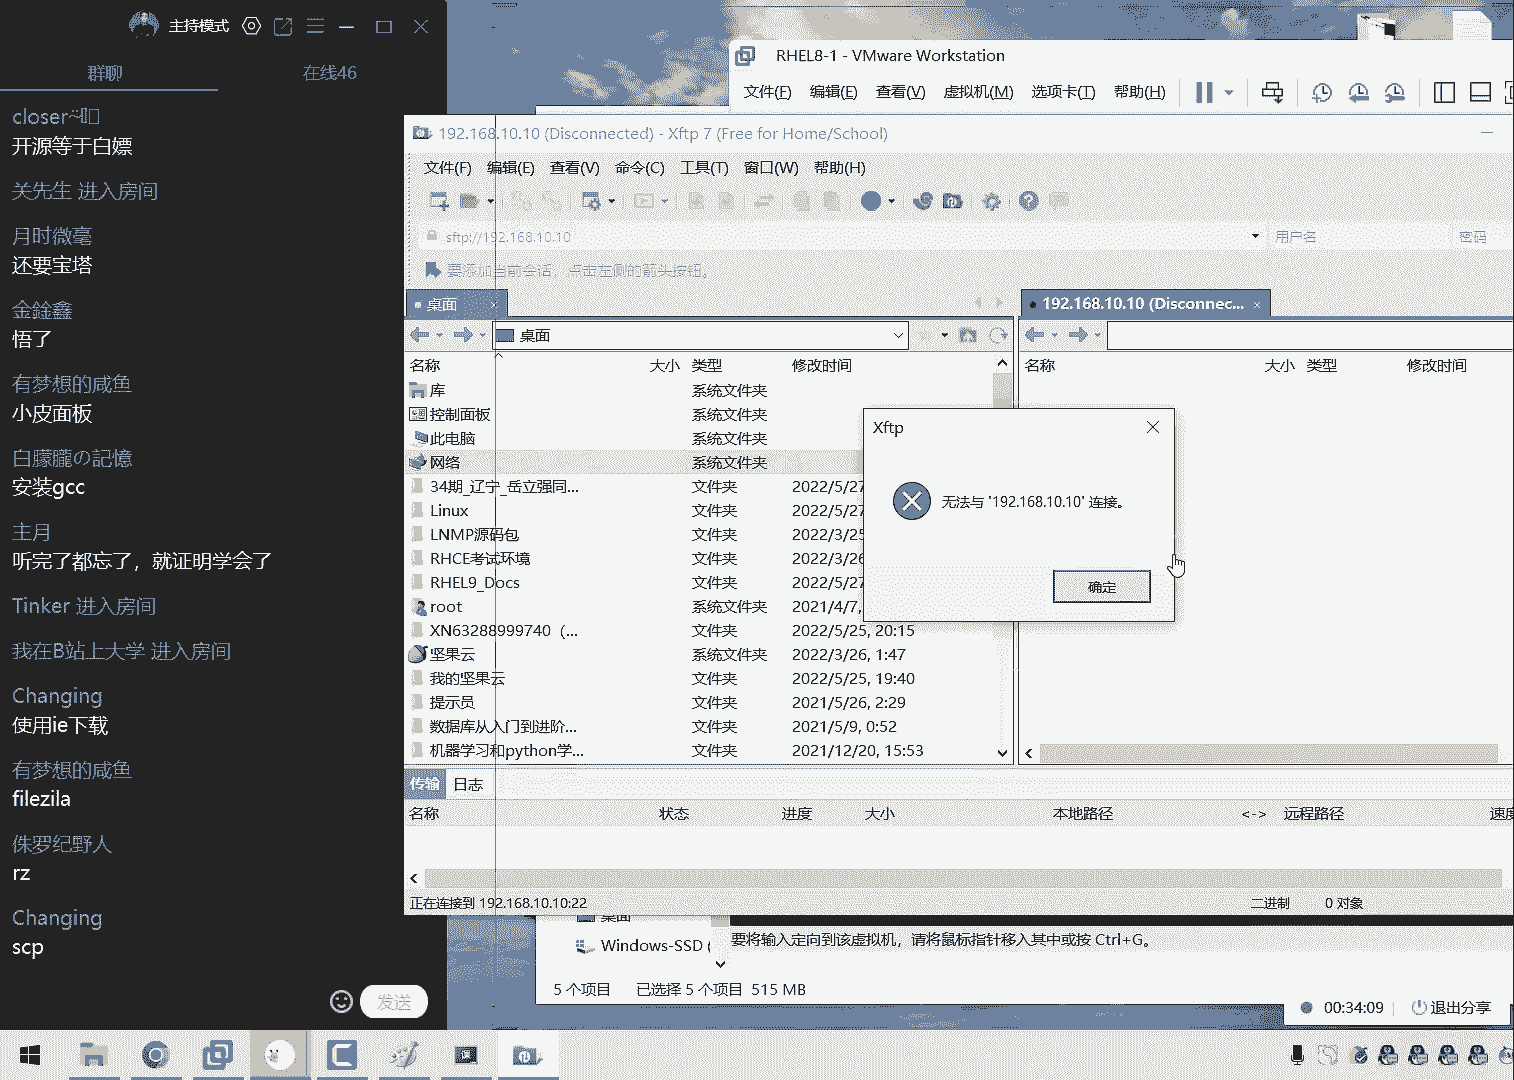 主持模式
群聊
在线46
closer
开源等于白嫖
关先生 进入房间
月时微毫
还要宝塔
金銓鑫
悟了
有梦想的咸鱼
小皮面板
白朦朧の記憶
安装gcc
主月
听完了都忘了，就证明学会了
Tinker 进入房间
我在B站上大学 进入房间
Changing
使用ie下载
有梦想的咸鱼
filezila
侏罗纪野人
rz
Changing
scp
发送
RHEL8-1 - VMware Workstation
文件(F) 编辑(E) 查看(V) 虚拟机(M) 选项卡(T) 帮助(H)
192.168.10.10 (Disconnected) - Xftp 7 (Free for Home/School)
文件(F) 编辑(E) 查看(V) 命令(C) 工具(T) 窗口(W) 帮助(H)
sftp://192.168.10.10
用户名
密码
要添加当前会话，点击左侧的箭头按钮。
桌面
192.168.10.10 (Disconnec...
桌面
名称 大小 类型 修改时间
名称 大小 类型 修改时间
库 系统文件夹
控制面板 系统文件夹
此电脑 系统文件夹
网络 系统文件夹
34期_辽宁_岳立强同... 文件夹 2022/5/27
Linux 文件夹 2022/5/27
LNMP源码包 文件夹 2022/3/25
RHCE考试环境 文件夹 2022/3/26
RHEL9_Docs 文件夹 2022/5/27
root 系统文件夹 2021/4/7,
XN63288999740（... 文件夹 2022/5/25, 20:15
坚果云 系统文件夹 2022/3/26, 1:47
我的坚果云 文件夹 2022/5/25, 19:40
提示员 文件夹 2021/5/26, 2:29
数据库从入门到进阶... 文件夹 2021/5/9, 0:52
机器学习和python学... 文件夹 2021/12/20, 15:53
Xftp
无法与 '192.168.10.10' 连接。
确定
传输 日志
名称 状态 进度 大小 本地路径 <-> 远程路径 速度
正在连接到 192.168.10.10:22
二进制 0 对象
桌面
Windows-SSD (
要将输入定向到该虚拟机，请将鼠标指针移入其中或按 Ctrl+G。
5 个项目 已选择 5 个项目 515 MB
00:34:09 退出分享